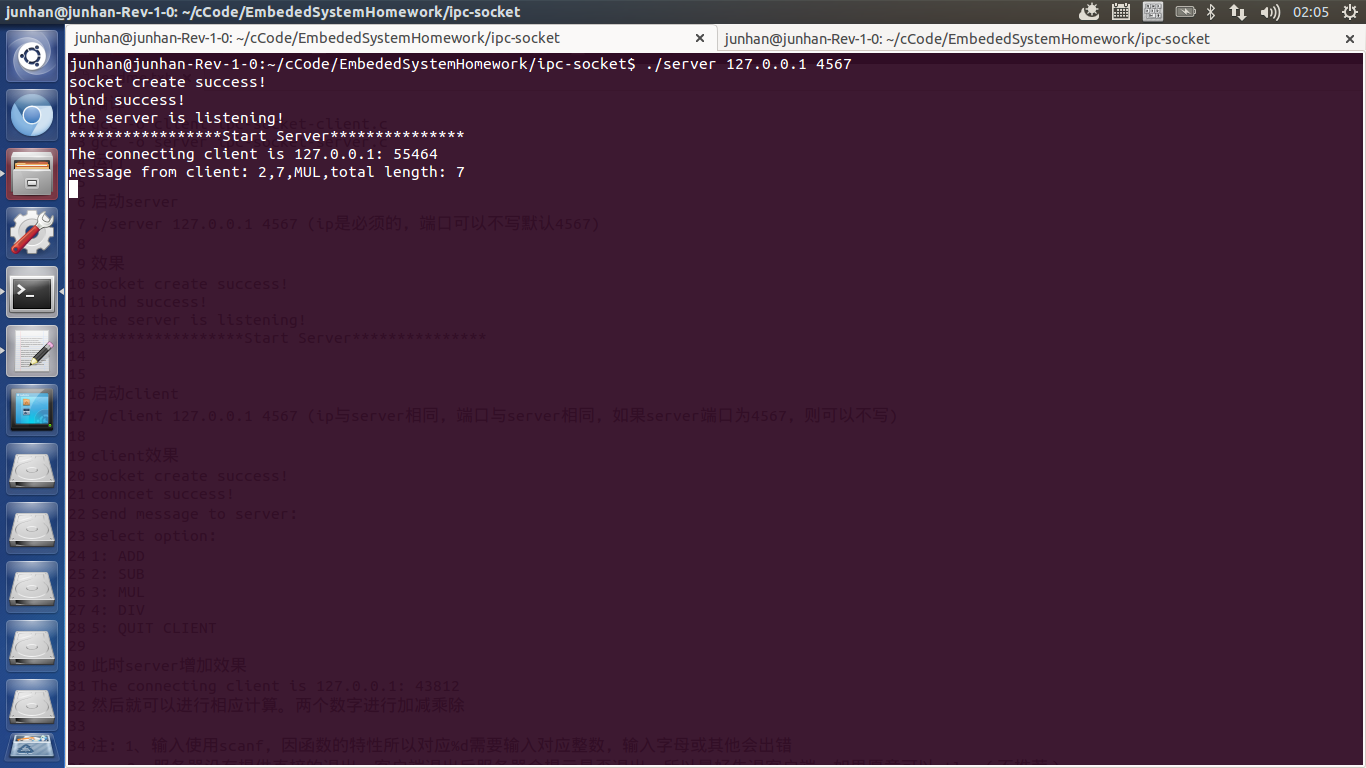 junhan@junhan-Rev-1-0: ~/cCode/EmbededSystemHomework/ipc-socket
02:05
junhan@junhan-Rev-1-0: ~/cCode/EmbededSystemHomework/ipc-socket
junhan@junhan-Rev-1-0: ~/cCode/EmbededSystemHomework/ipc-socket
junhan@junhan-Rev-1-0:~/cCode/EmbededSystemHomework/ipc-socket$ ./server 127.0.0.1 4567
socket create success!
bind success!
the server is listening!
*****************Start Server***************
The connecting client is 127.0.0.1: 55464
message from client: 2,7,MUL,total length: 7
6 启动server
7 ./server 127.0.0.1 4567 (ip是必须的，端口可以不写默认4567)
8
9 效果
10 socket create success!
11 bind success!
12 the server is listening!
13 *****************Start Server***************
14
15
16 启动client
17 ./client 127.0.0.1 4567 (ip与server相同，端口与server相同，如果server端口为4567，则可以不写)
18
19 client效果
20 socket create success!
21 conncet success!
22 Send message to server:
23 select option:
24 1: ADD
25 2: SUB
26 3: MUL
27 4: DIV
28 5: QUIT CLIENT
29
30 此时server增加效果
31 The connecting client is 127.0.0.1: 43812
32 然后就可以进行相应计算。两个数字进行加减乘除
33
34 注：1、输入使用scanf，因函数的特性所以对应%d需要输入对应整数，输入字母或其他会出错